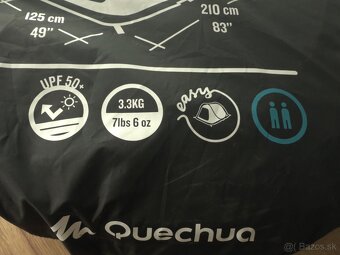 125 cm
49"
210 cm
83"
UPF 50+
3.3KG
7lbs 6 oz
easy
Quechua
© Bazos.sk